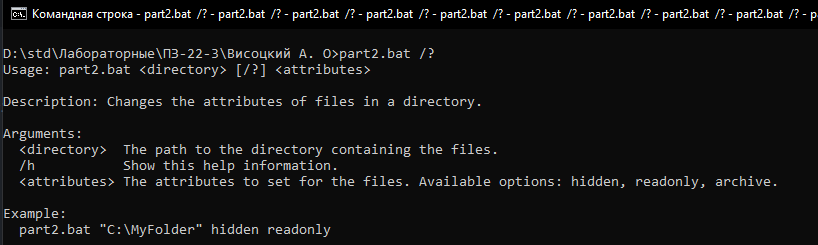 Командная строка - part2.bat /? - part2.bat /? - part2.bat /? - part2.bat /? - part2.bat /? - part2.bat /? - part2.bat /? - part2.bat /? - part2.bat /? - p
D:\std\Лабораторные\ПЗ-22-3\Висоцкий А. О>part2.bat /?
Usage: part2.bat <directory> [/?] <attributes>
Description: Changes the attributes of files in a directory.
Arguments:
<directory>  The path to the directory containing the files.
/h           Show this help information.
<attributes> The attributes to set for the files. Available options: hidden, readonly, archive.
Example:
part2.bat "C:\MyFolder" hidden readonly